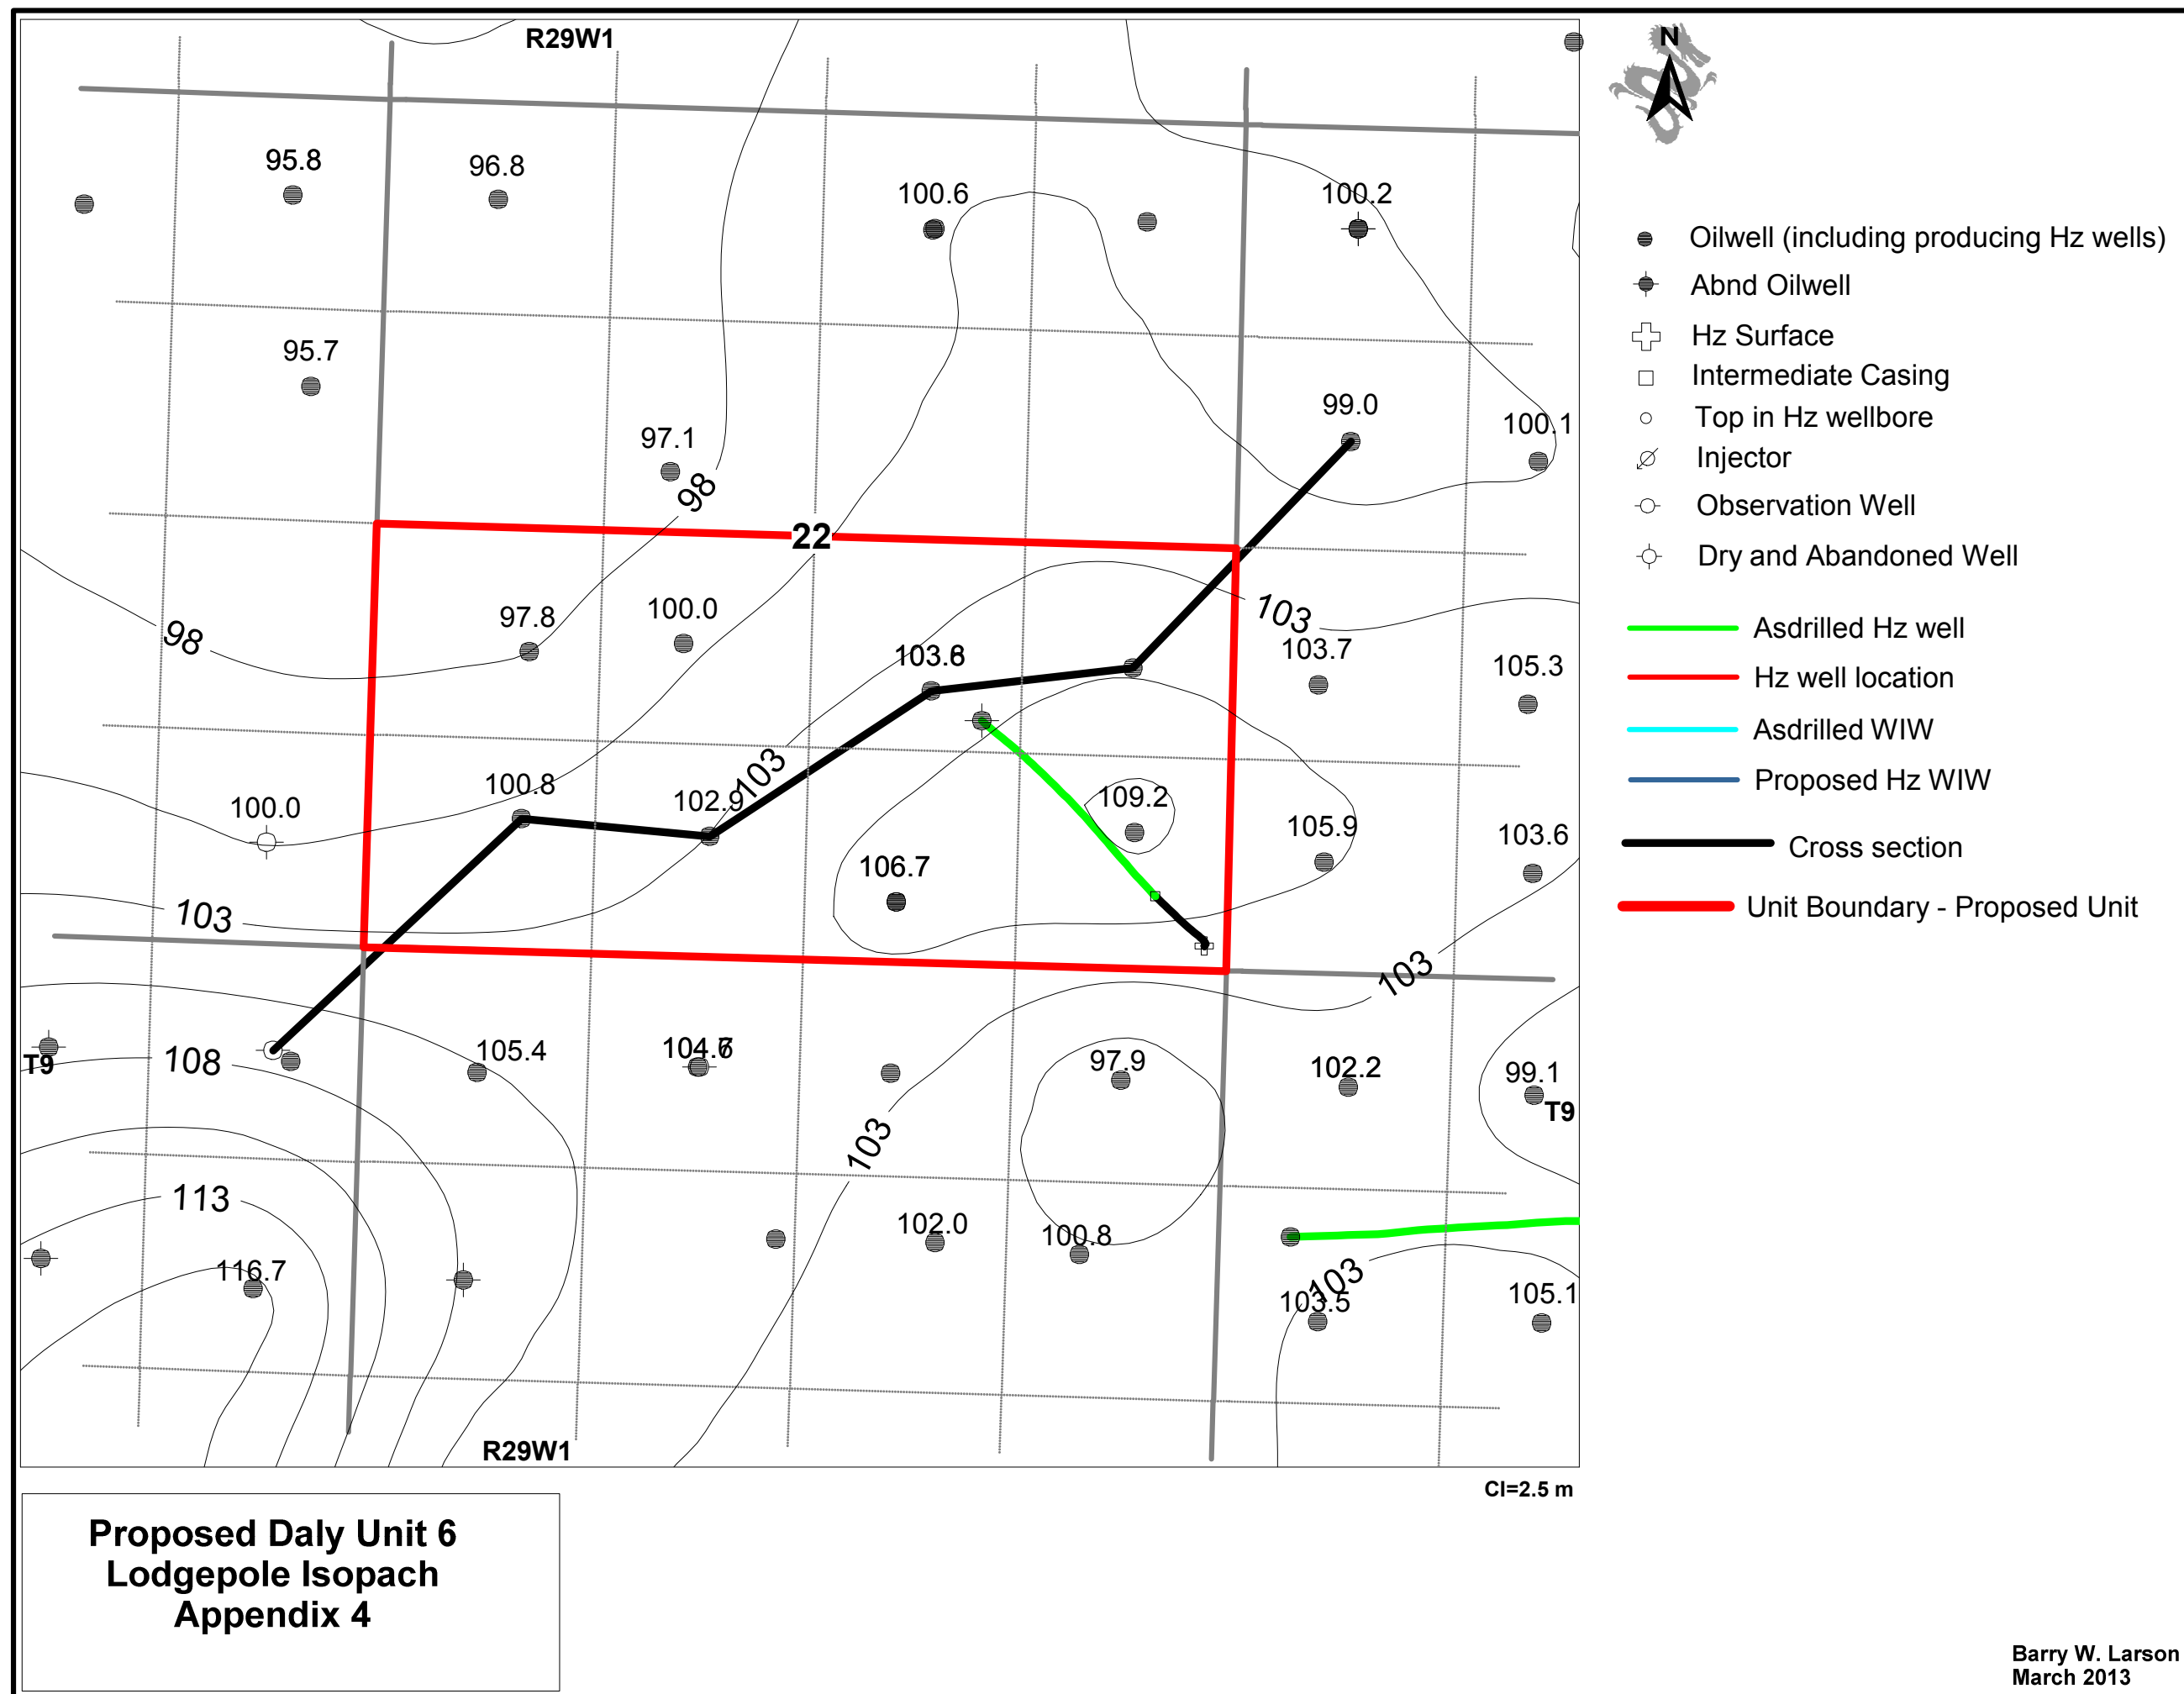 R29W1
N
95.8
96.8
100.6
100.2
Oilwell (including producing Hz wells)
Abnd Oilwell
Hz Surface
Intermediate Casing
Top in Hz wellbore
Injector
Observation Well
Dry and Abandoned Well
95.7
97.1
99.0
100.1
98
22
98
97.8
100.0
103.6
103
103.7
105.3
Asdrilled Hz well
Hz well location
Asdrilled WIW
Proposed Hz WIW
Cross section
Unit Boundary - Proposed Unit
100.0
100.8
102.9
103
109.2
105.9
103.6
106.7
103
103
T9
108
105.4
97.9
102.2
99.1
T9
103
113
116.7
102.0
100.8
103
103.5
105.1
R29W1
CI=2.5 m
Proposed Daly Unit 6
Lodgepole Isopach
Appendix 4
Barry W. Larson
March 2013